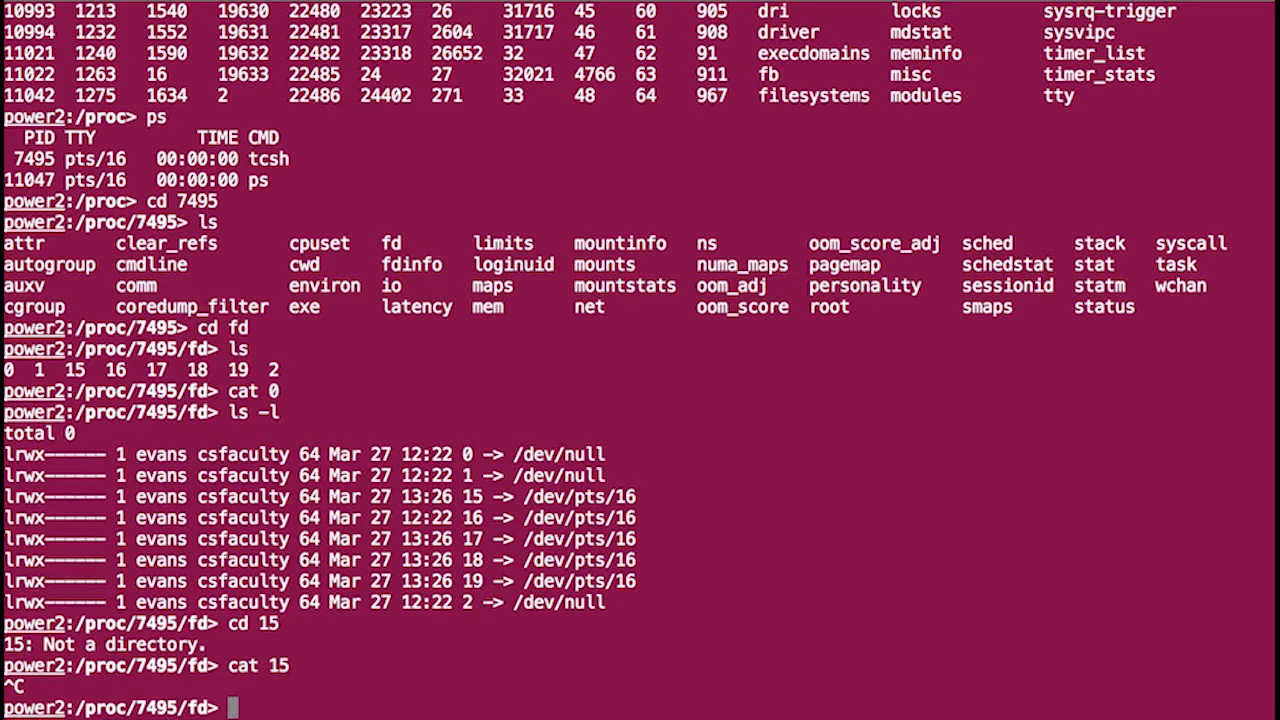 10993  1213   1540   19630  22480  23223  26     31716  45    60    905  dri          locks          sysrq-trigger
10994  1232   1552   19631  22481  23317  2604   31717  46    61    908  driver       mdstat         sysvipc
11021  1240   1590   19632  22482  23318  26652  32     47    62    91   execdomains  meminfo        timer_list
11022  1263   16     19633  22485  24     27     32021  4766  63    911  fb           misc           timer_stats
11042  1275   1634   2      22486  24402  271    33     48    64    967  filesystems  modules        tty
power2:/proc> ps
  PID TTY          TIME CMD
 7495 pts/16   00:00:00 tcsh
11047 pts/16   00:00:00 ps
power2:/proc> cd 7495
power2:/proc/7495> ls
attr       clear_refs       cpuset   fd       limits    mountinfo   ns         oom_score_adj  sched      stack   syscall
autogroup  cmdline          cwd      fdinfo   loginuid  mounts      numa_maps  pagemap        schedstat  stat    task
auxv       comm             environ  io       maps      mountstats  oom_adj    personality    sessionid  statm   wchan
cgroup     coredump_filter  exe      latency  mem       net         oom_score  root           smaps      status
power2:/proc/7495> cd fd
power2:/proc/7495/fd> ls
0  1  15  16  17  18  19  2
power2:/proc/7495/fd> cat 0
power2:/proc/7495/fd> ls -l
total 0
lrwx------ 1 evans csfaculty 64 Mar 27 12:22 0 -> /dev/null
lrwx------ 1 evans csfaculty 64 Mar 27 12:22 1 -> /dev/null
lrwx------ 1 evans csfaculty 64 Mar 27 13:26 15 -> /dev/pts/16
lrwx------ 1 evans csfaculty 64 Mar 27 12:22 16 -> /dev/pts/16
lrwx------ 1 evans csfaculty 64 Mar 27 13:26 17 -> /dev/pts/16
lrwx------ 1 evans csfaculty 64 Mar 27 13:26 18 -> /dev/pts/16
lrwx------ 1 evans csfaculty 64 Mar 27 13:26 19 -> /dev/pts/16
lrwx------ 1 evans csfaculty 64 Mar 27 12:22 2 -> /dev/null
power2:/proc/7495/fd> cd 15
15: Not a directory.
power2:/proc/7495/fd> cat 15
^C
power2:/proc/7495/fd>